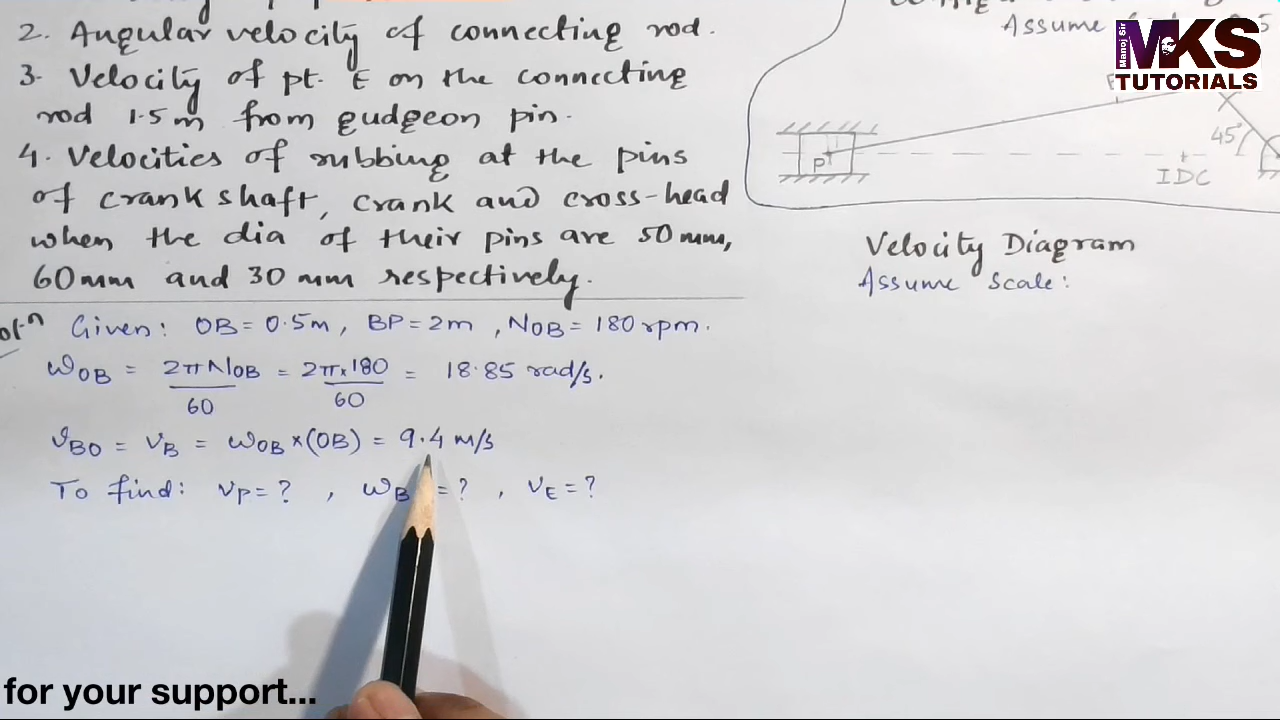 2. Angular velocity of connecting rod.
3. Velocity of pt. E on the connecting
rod 1.5m from gudgeon pin.
4. Velocities of rubbing at the pins
of crank shaft, crank and cross-head
when the dia of their pins are 50mm,
60mm and 30 mm respectively.
Given: OB = 0.5m, BP = 2m, NOB = 180 rpm.
ωOB = 2πNOB/60 = 2π×180/60 = 18.85 rad/s.
VBO = VB = ωOB×(OB) = 9.4 m/s
To find: VP = ?, ωB = ?, VE = ?
Assume
Manoj Sir
MKS
TUTORIALS
P
45°
IDC
Velocity Diagram
Assume Scale:
for your support...